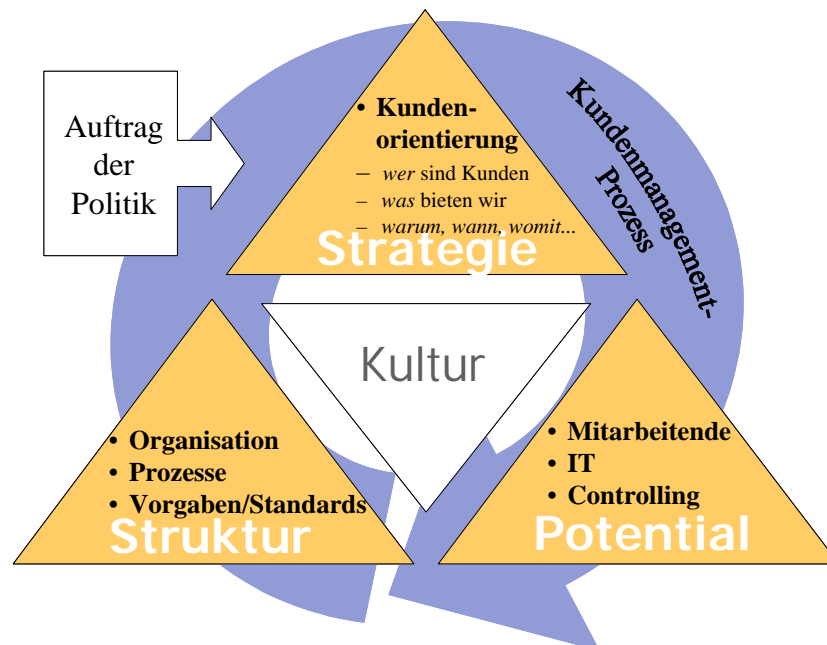 Auftrag
der
Politik
• Kunden-
orientierung
– wer sind Kunden
– was bieten wir
– warum, wann, womit...
Strategie
Kundenmanagement-
Prozess
Kultur
• Organisation
• Prozesse
• Vorgaben/Standards
Struktur
• Mitarbeitende
• IT
• Controlling
Potential